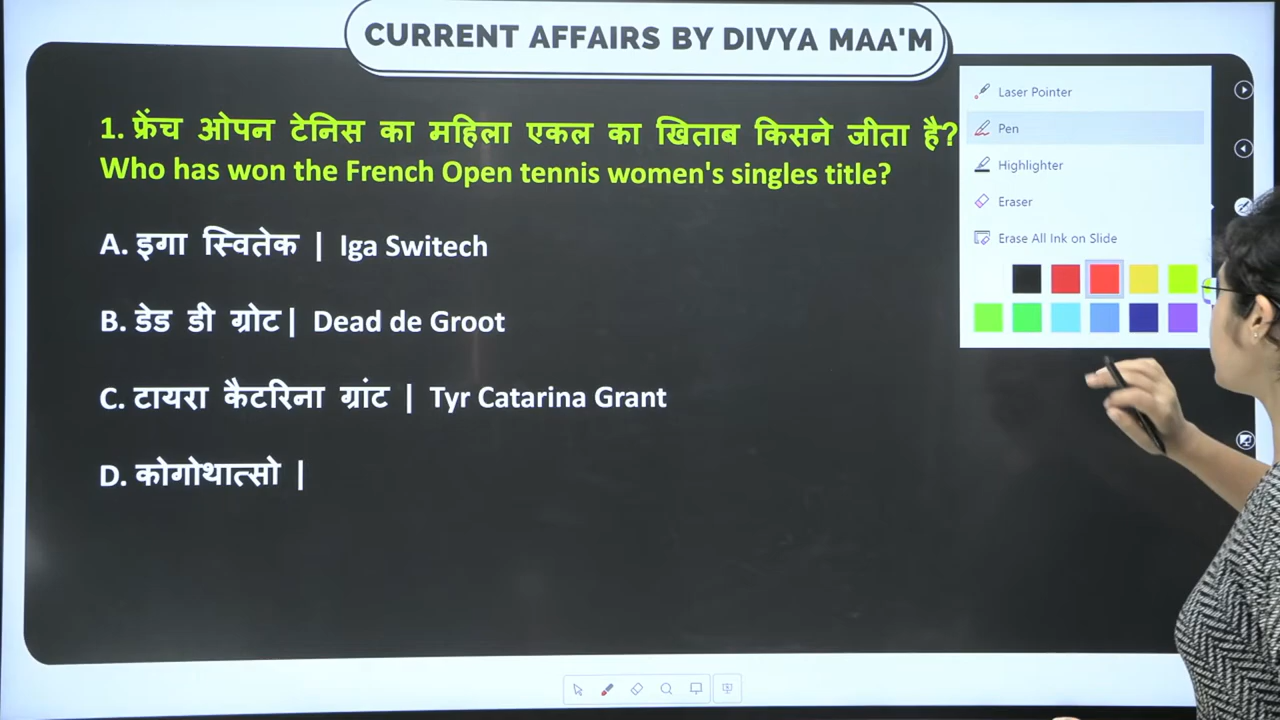 CURRENT AFFAIRS BY DIVYA MAA'M
1. फ्रेंच ओपन टेनिस का महिला एकल का खिताब किसने जीता है?
Who has won the French Open tennis women's singles title?
A. इगा स्वितेक | Iga Switech
B. डेड डी ग्रोट | Dead de Groot
C. टायरा कैटरिना ग्रांट | Tyr Catarina Grant
D. कोगोथात्सो |
Laser Pointer
Pen
Highlighter
Eraser
Erase All Ink on Slide